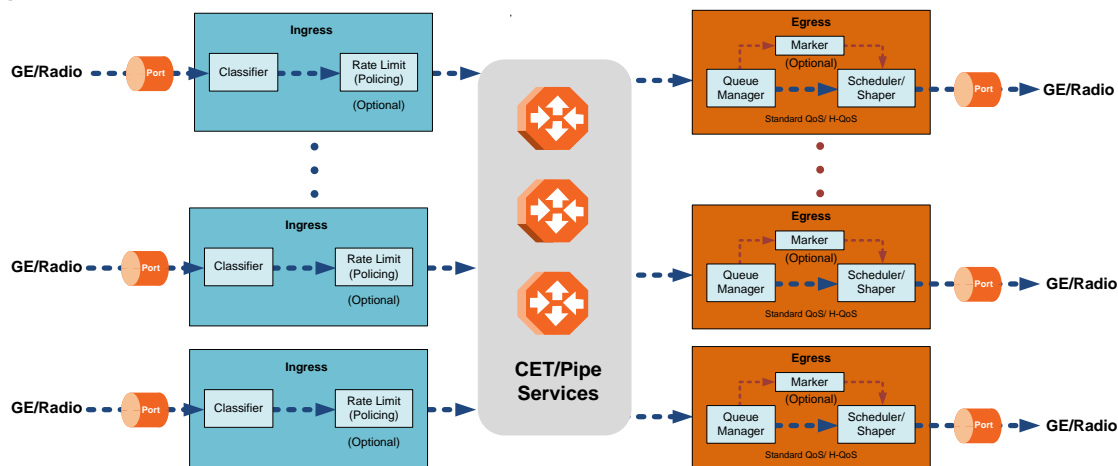 Ingress
GE/Radio
Port
Classifier
Rate Limit
(Policing)
(Optional)
Ingress
GE/Radio
Port
Classifier
Rate Limit
(Policing)
(Optional)
Ingress
GE/Radio
Port
Classifier
Rate Limit
(Policing)
(Optional)
CET/Pipe
Services
Egress
Marker
(Optional)
Queue
Manager
Scheduler/
Shaper
Standard QoS/ H-QoS
Port
GE/Radio
Egress
Marker
(Optional)
Queue
Manager
Scheduler/
Shaper
Standard QoS/ H-QoS
Port
GE/Radio
Egress
Marker
(Optional)
Queue
Manager
Scheduler/
Shaper
Standard QoS/ H-QoS
Port
GE/Radio